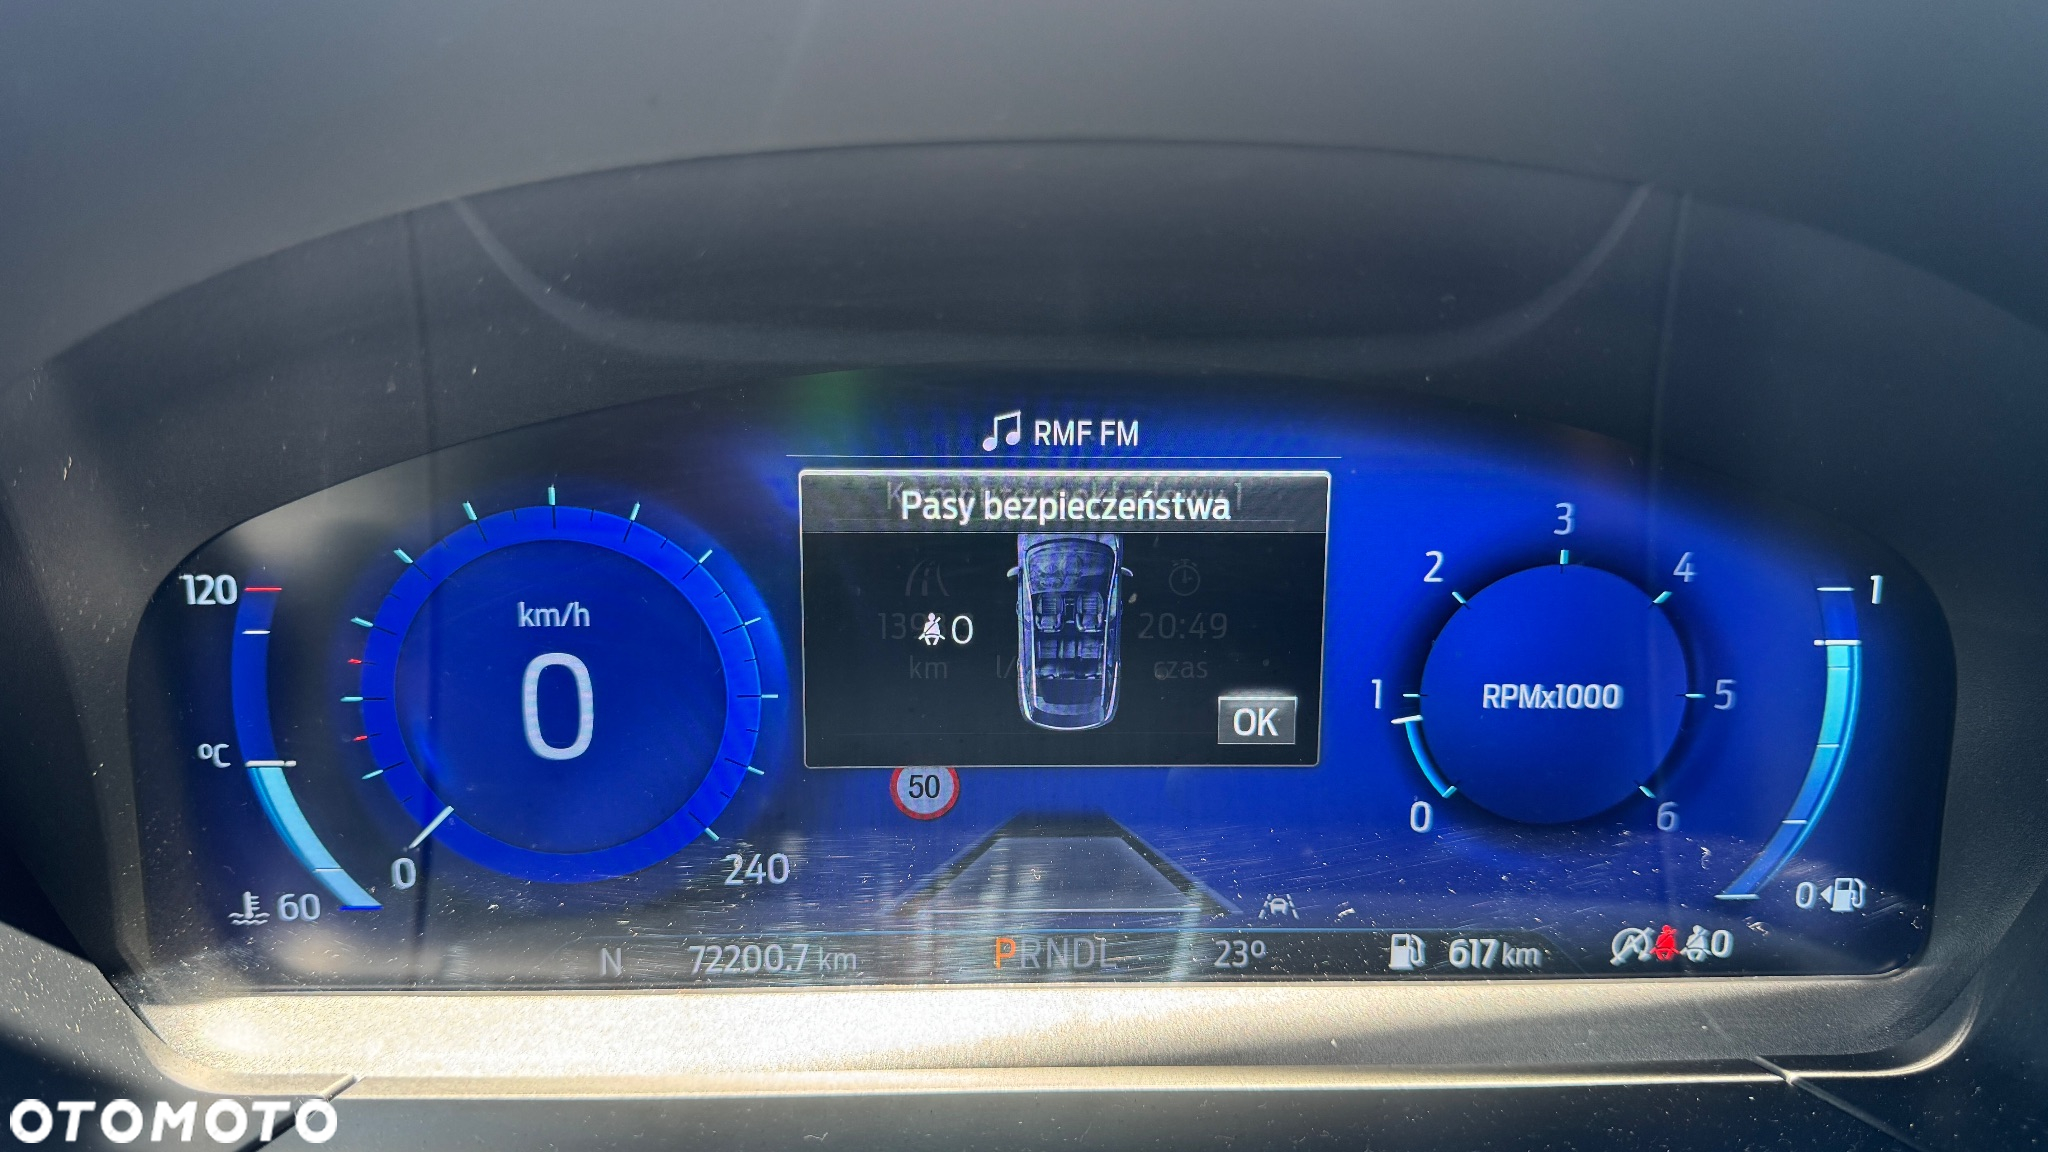 RMF FM
Pasy bezpieczeństwa
0
20:49
km
czas
OK
50
120
°C
60
km/h
0
0
240
1
2
3
4
5
6
0
RPMx1000
1
0
N
72200.7 km
PRNDL
23°
617 km
0
OTOMOTO